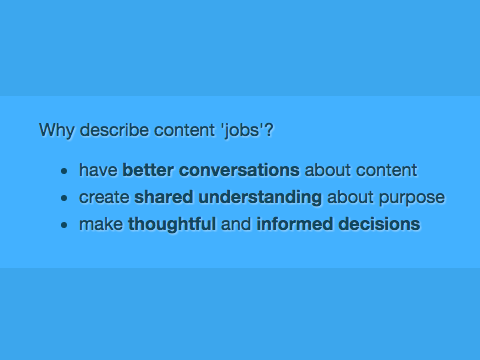 Why describe content 'jobs'?
• have better conversations about content
• create shared understanding about purpose
• make thoughtful and informed decisions